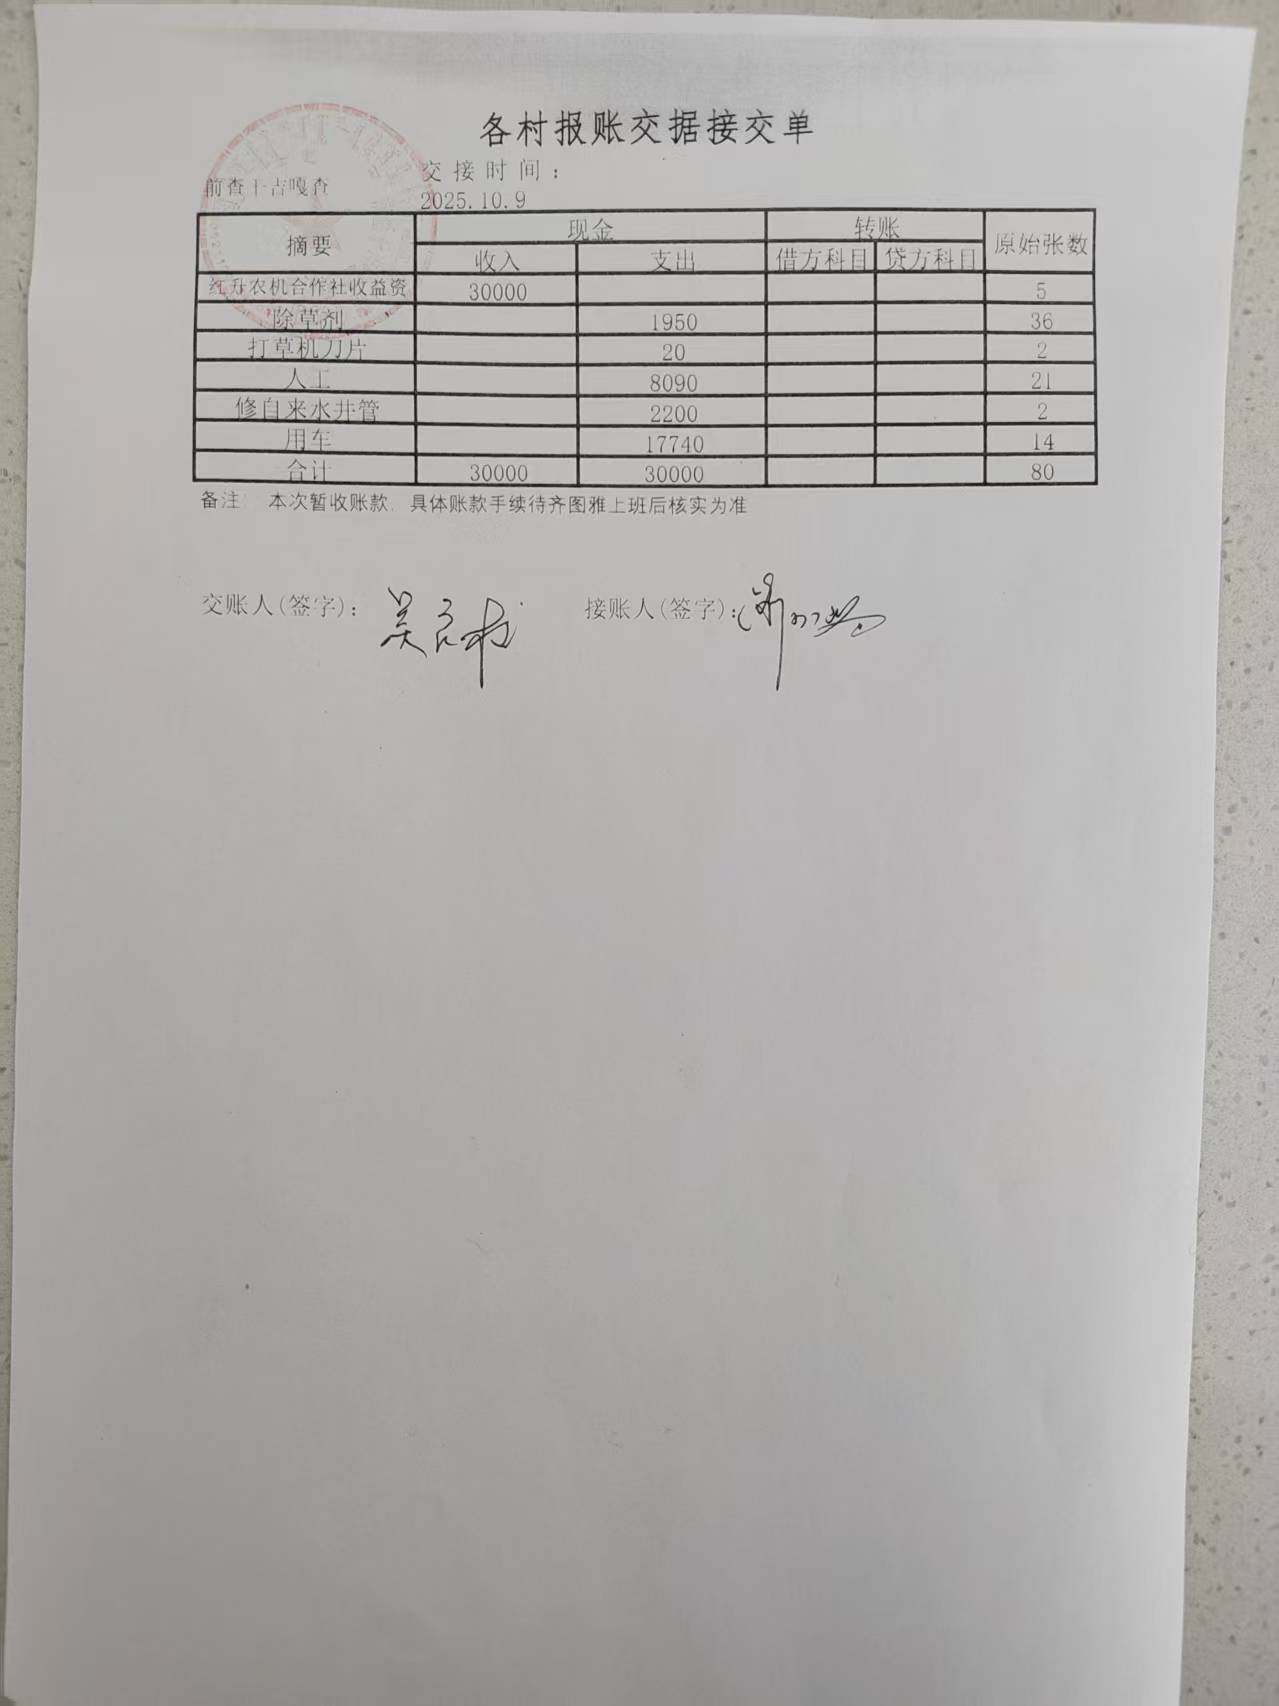 各村报账交据接交单
前查干吉嘎查 交接时间：
2025.10.9
摘要 现金 转账 原始张数
收入 支出 借方科目 贷方科目
红升农机合作社收益资 30000 5
除草剂 1950 36
打草机刀片 20 2
人工 8090 21
修自来水井管 2200 2
用车 17740 14
合计 30000 30000 80
备注: 本次暂收账款, 具体账款手续待齐图雅上班后核实为准
交账人(签字): 接账人(签字):